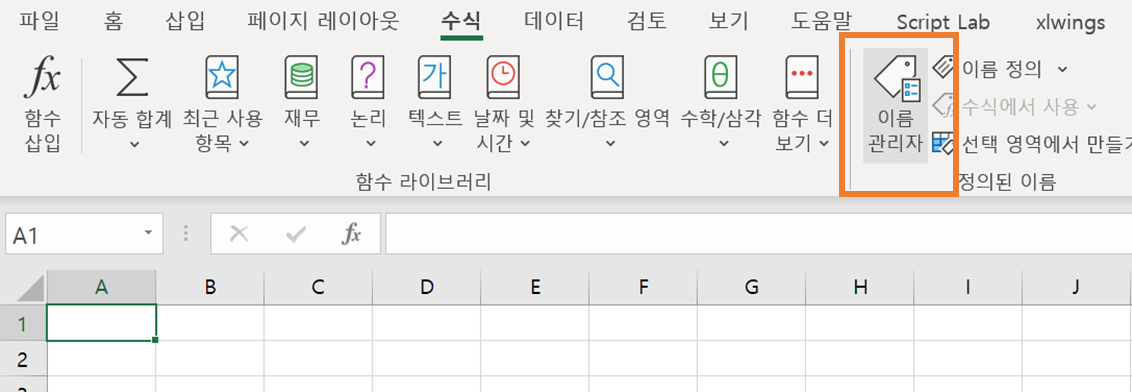 파일 홈 삽입 페이지 레이아웃 수식 데이터 검토 보기 도움말 Script Lab xlwings
fx 함수 삽입
자동 합계
최근 사용 항목
재무
논리
텍스트
날짜 및 시간
찾기/참조 영역
수학/삼각
함수 더 보기
함수 라이브러리
이름 관리자
이름 정의
수식에서 사용
선택 영역에서 만들기
정의된 이름
A1
fx
A B C D E F G H I J
1
2